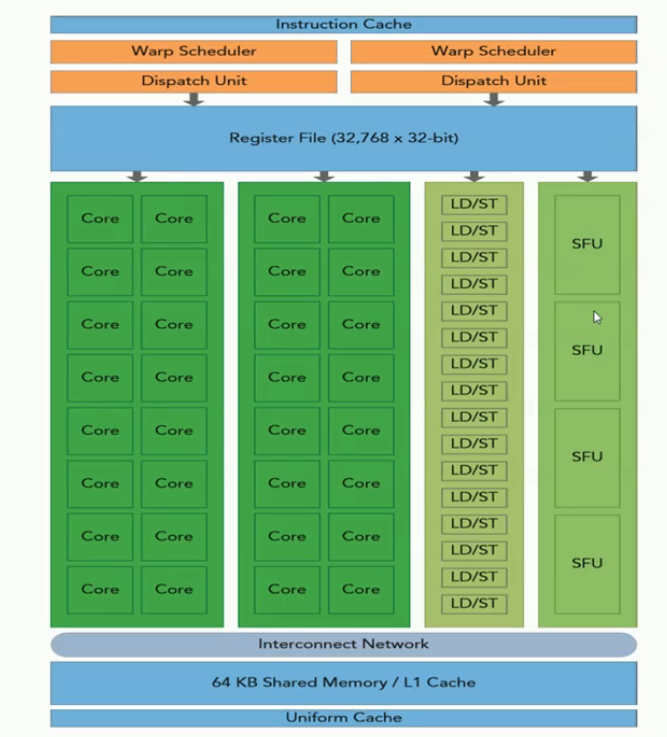 Instruction Cache
Warp Scheduler Warp Scheduler
Dispatch Unit Dispatch Unit
Register File (32,768 x 32-bit)
Core Core Core Core LD/ST
LD/ST
SFU
Core Core Core Core LD/ST
LD/ST
Core Core Core Core LD/ST
LD/ST
SFU
Core Core Core Core LD/ST
LD/ST
Core Core Core Core LD/ST
LD/ST
SFU
Core Core Core Core LD/ST
LD/ST
Core Core Core Core LD/ST
LD/ST
SFU
Core Core Core Core LD/ST
LD/ST
Interconnect Network
64 KB Shared Memory / L1 Cache
Uniform Cache